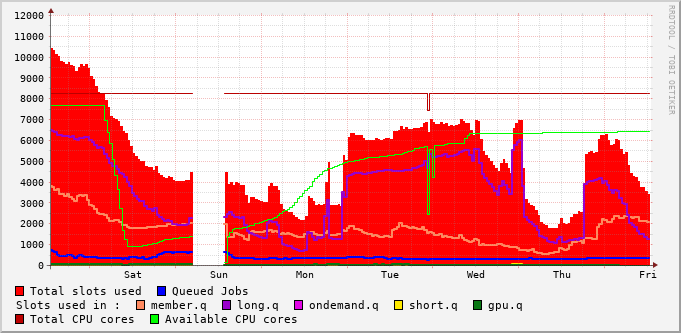 12000
11000
10000
9000
8000
7000
6000
5000
4000
3000
2000
1000
0
Sat Sun Mon Tue Wed Thu Fri
RRDTOOL / TOBI OETIKER
Total slots used Queued Jobs
Slots used in : member.q long.q ondemand.q short.q gpu.q
Total CPU cores Available CPU cores